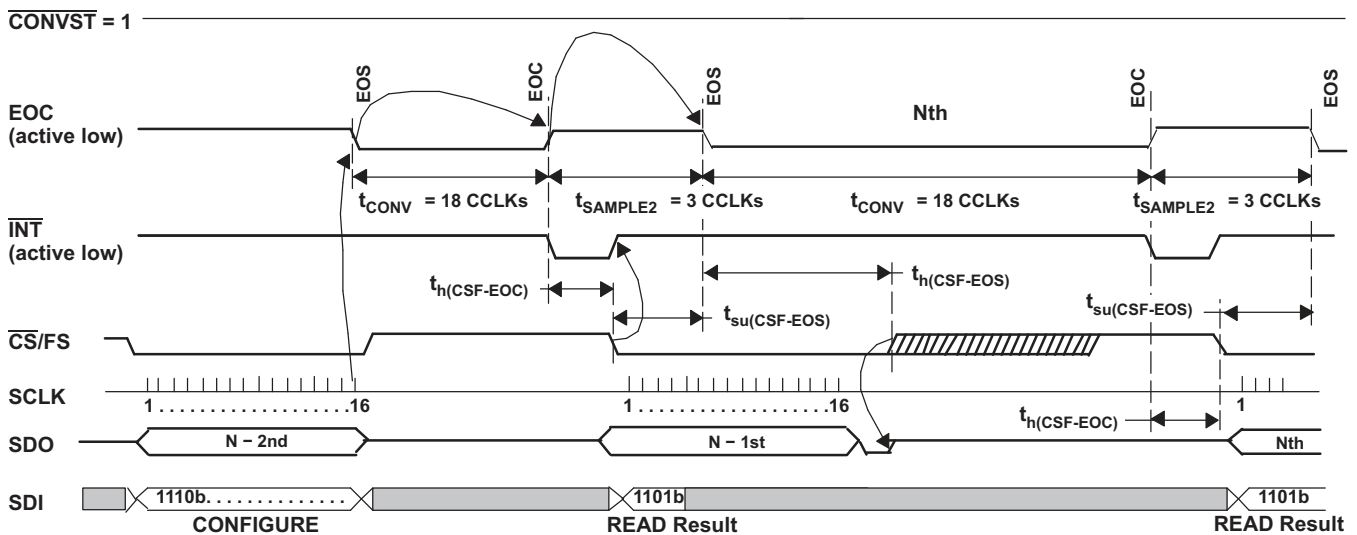 CONVST = 1
EOS
EOC
EOS
EOC
EOS
EOC
(active low)
Nth
tCONV = 18 CCLKs
tSAMPLE2 = 3 CCLKs
tCONV = 18 CCLKs
tSAMPLE2 = 3 CCLKs
INT
(active low)
th(CSF-EOC)
th(CSF-EOS)
tsu(CSF-EOS)
tsu(CSF-EOS)
CS/FS
SCLK
1 . . . . . . . . . . . . . . . . . . .16
1 . . . . . . . . . . . . . . . . . . .16
1
th(CSF-EOC)
SDO
N − 2nd
N − 1st
Nth
SDI
1110b. . . . . . . . . . . . . .
1101b
1101b
CONFIGURE
READ Result
READ Result